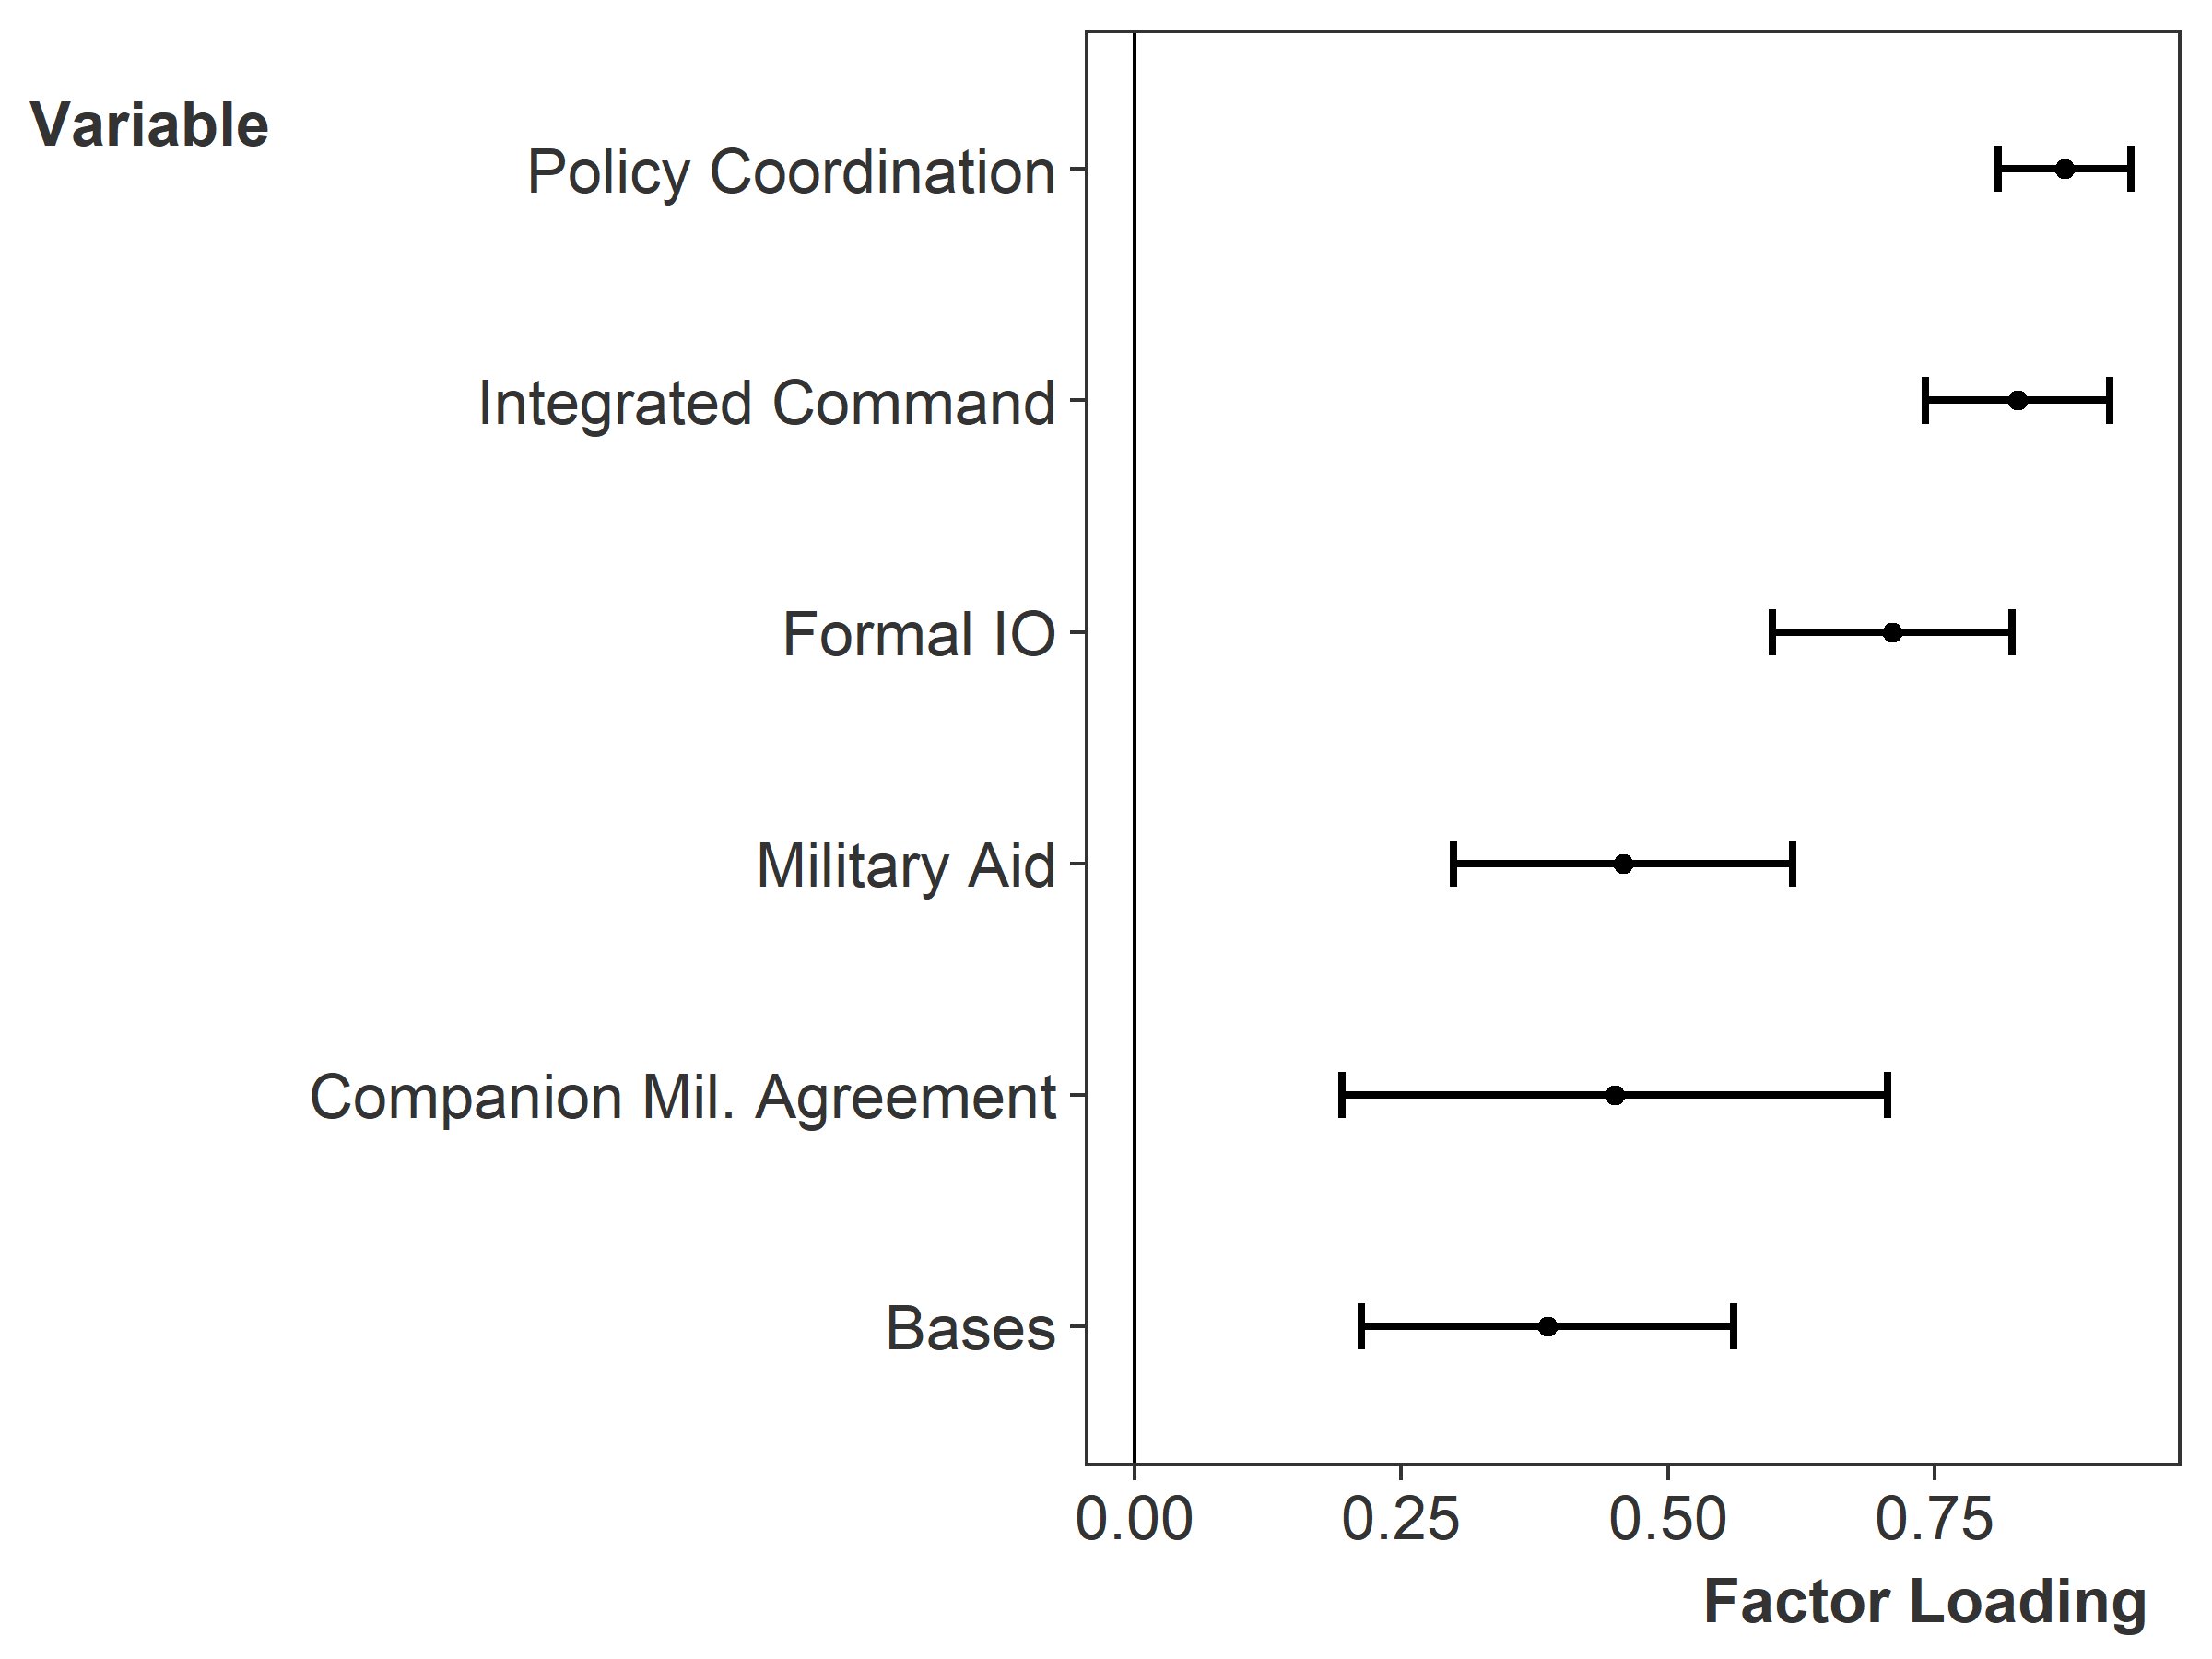 Variable
Policy Coordination
Integrated Command
Formal IO
Military Aid
Companion Mil. Agreement
Bases
0.00 0.25 0.50 0.75
Factor Loading